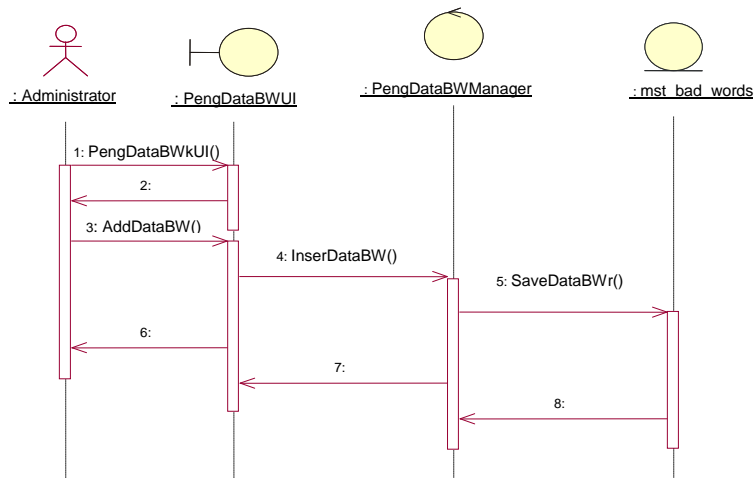 : Administrator
: PengDataBWUI
: PengDataBWManager
: mst_bad_words
1: PengDataBWkUI()
2:
3: AddDataBW()
4: InserDataBW()
5: SaveDataBWr()
6:
7:
8: